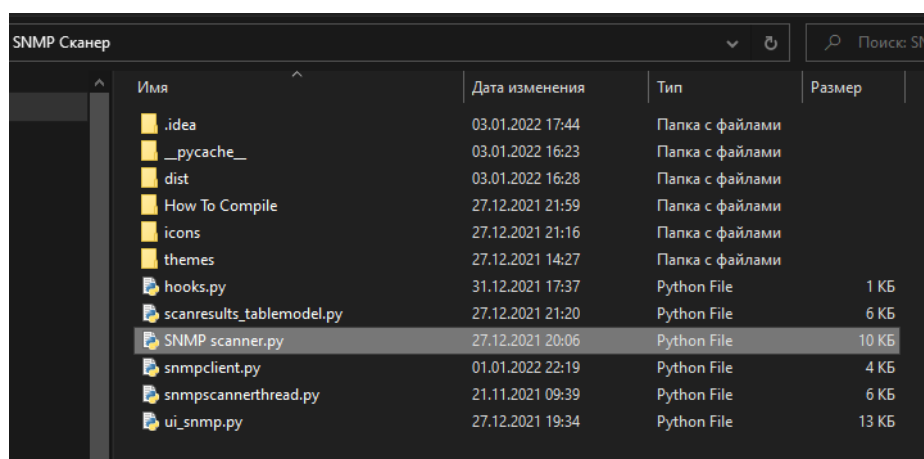 SNMP Сканер
Поиск: SN
Имя Дата изменения Тип Размер
.idea 03.01.2022 17:44 Папка с файлами
__pycache__ 03.01.2022 16:23 Папка с файлами
dist 03.01.2022 16:28 Папка с файлами
How To Compile 27.12.2021 21:59 Папка с файлами
icons 27.12.2021 21:16 Папка с файлами
themes 27.12.2021 14:27 Папка с файлами
hooks.py 31.12.2021 17:37 Python File 1 КБ
scanresults_tablemodel.py 27.12.2021 21:20 Python File 6 КБ
SNMP scanner.py 27.12.2021 20:06 Python File 10 КБ
snmpclient.py 01.01.2022 22:19 Python File 4 КБ
snmpscannerthread.py 21.11.2021 09:39 Python File 6 КБ
ui_snmp.py 27.12.2021 19:34 Python File 13 КБ